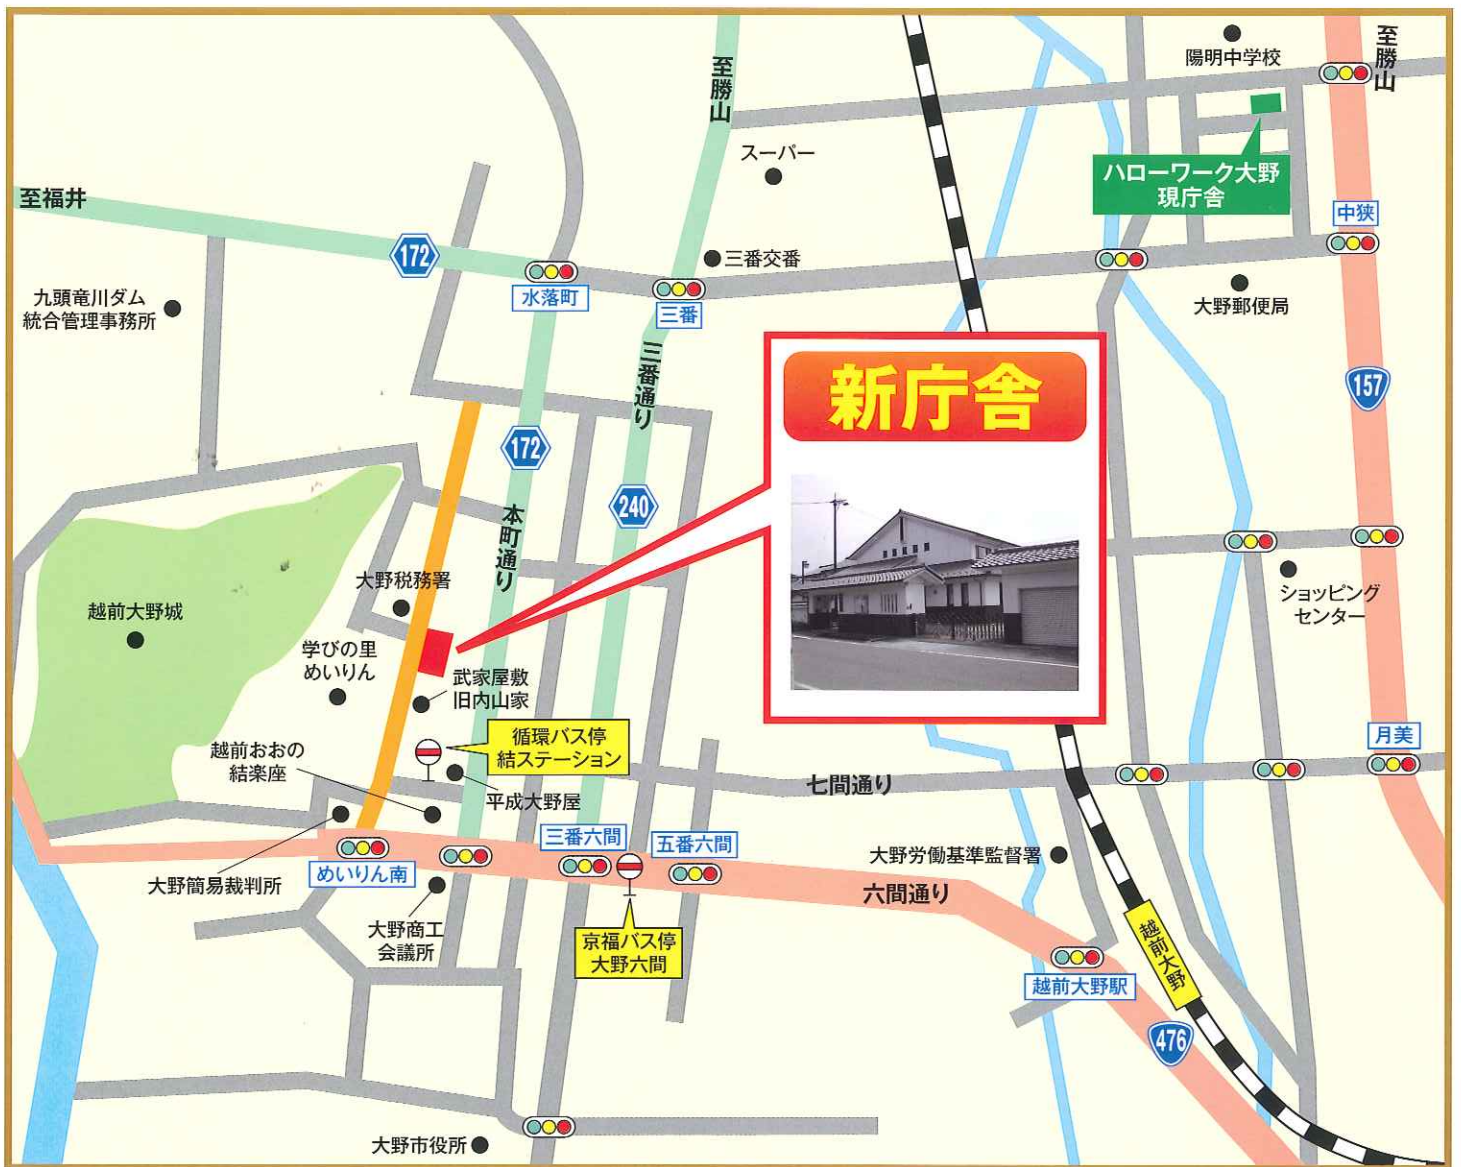 陽明中学校
至勝山
至勝山
スーパー
ハローワーク大野
現庁舎
至福井
中狭
172
三番交番
水落町
三番
大野郵便局
九頭竜川ダム
統合管理事務所
三番通り
新庁舎
157
172
240
本町通り
大野税務署
越前大野城
ショッピング
センター
学びの里
めいりん
武家屋敷
旧内山家
循環バス停
結ステーション
月美
越前おおの
結楽座
平成大野屋
七間通り
三番六間
五番六間
大野労働基準監督署
めいりん南
大野簡易裁判所
六間通り
大野商工
会議所
京福バス停
大野六間
越前大野
越前大野駅
476
大野市役所